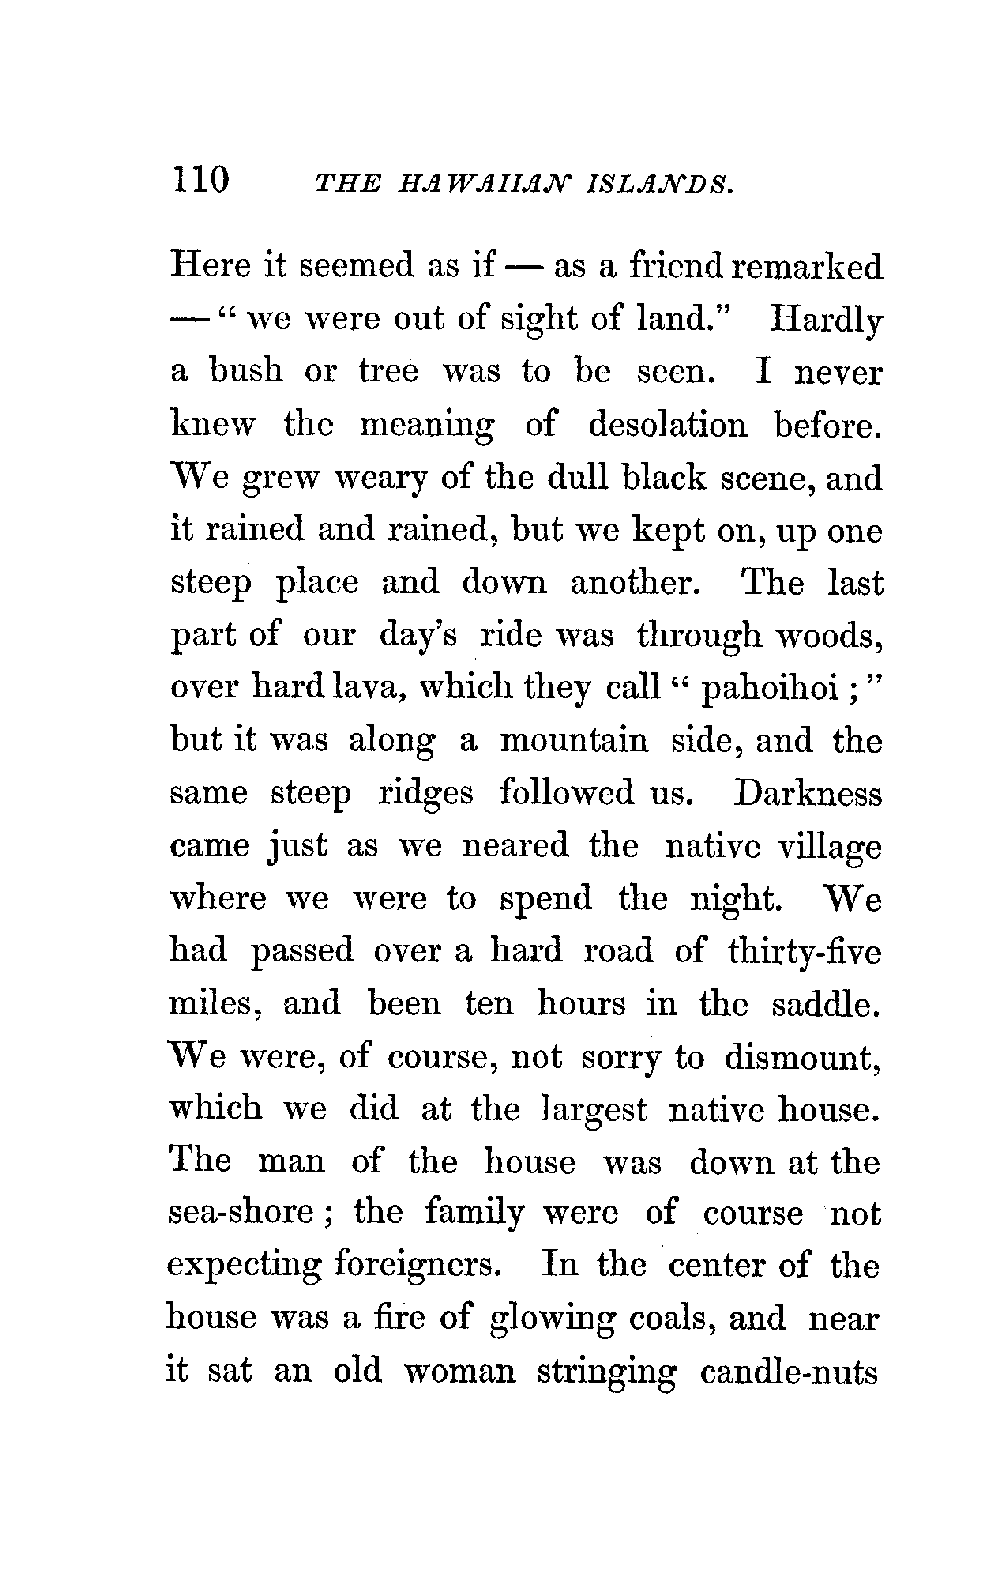 110 THE HAWAIIAN ISLANDS.
Here it seemed as if — as a friend remarked
— “ we were out of sight of land.” Hardly
a bush or tree was to be seen. I never
knew the meaning of desolation before.
We grew weary of the dull black scene, and
it rained and rained, but we kept on, up one
steep place and down another. The last
part of our day’s ride was through woods,
over hard lava, which they call “ pahoihoi ; ”
but it was along a mountain side, and the
same steep ridges followed us. Darkness
came just as we neared the native village
where we were to spend the night. We
had passed over a hard road of thirty-five
miles, and been ten hours in the saddle.
We were, of course, not sorry to dismount,
which we did at the largest native house.
The man of the house was down at the
sea-shore ; the family were of course not
expecting foreigners. In the center of the
house was a fire of glowing coals, and near
it sat an old woman stringing candle-nuts